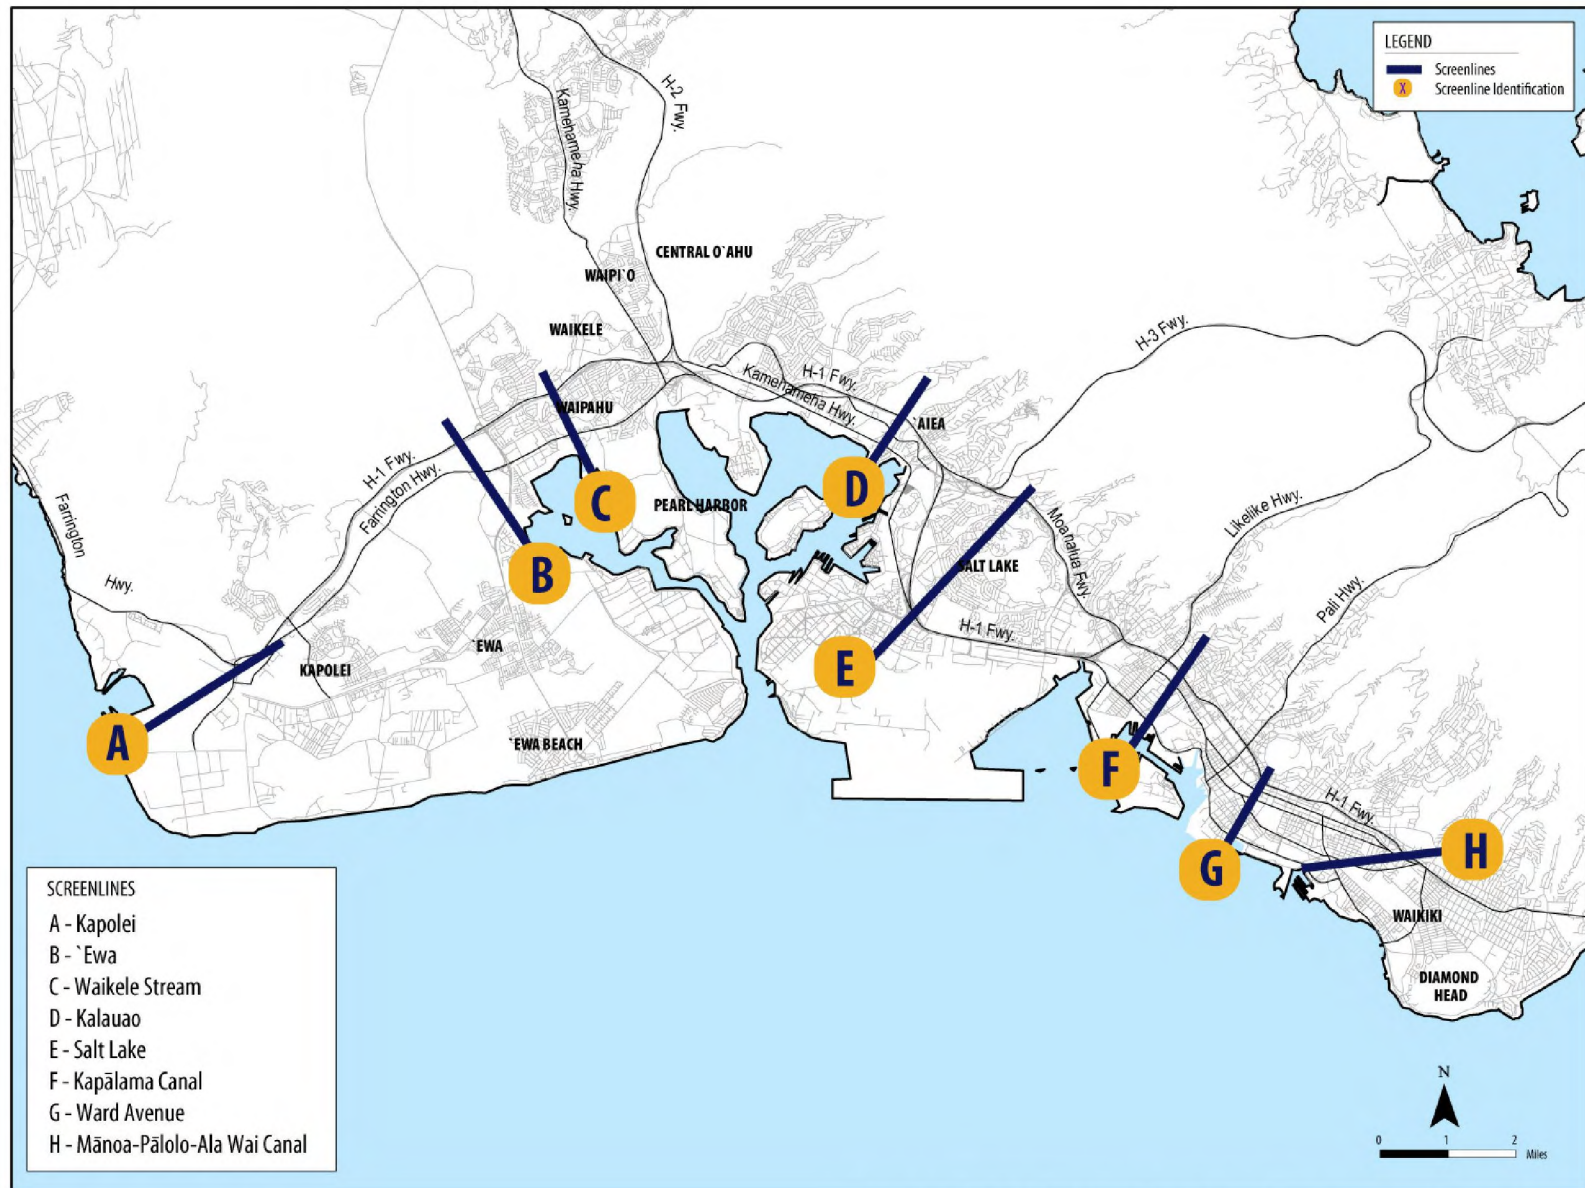 LEGEND
Screenlines
X
Screenline Identification
H-2 Fwy.
Kamehameha Hwy.
CENTRAL O`AHU
WAIPI`O
WAIKELE
H-3 Fwy.
H-1 Fwy.
Kamehameha Hwy.
WAIPAHU
`AIEA
H-1 Fwy.
Farrington Hwy.
C
PEARL HARBOR
D
Moanalua Fwy.
Likelike Hwy.
Farrington
Hwy.
B
SALT LAKE
Pali Hwy.
H-1 Fwy.
`EWA
KAPOLEI
E
A
`EWA BEACH
F
H-1 Fwy.
G
H
WAIKIKI
DIAMOND
HEAD
SCREENLINES
A - Kapolei
B - `Ewa
C - Waikele Stream
D - Kalauao
E - Salt Lake
F - Kapālama Canal
G - Ward Avenue
H - Mānoa-Pālolo-Ala Wai Canal
N
0 1 2
Miles